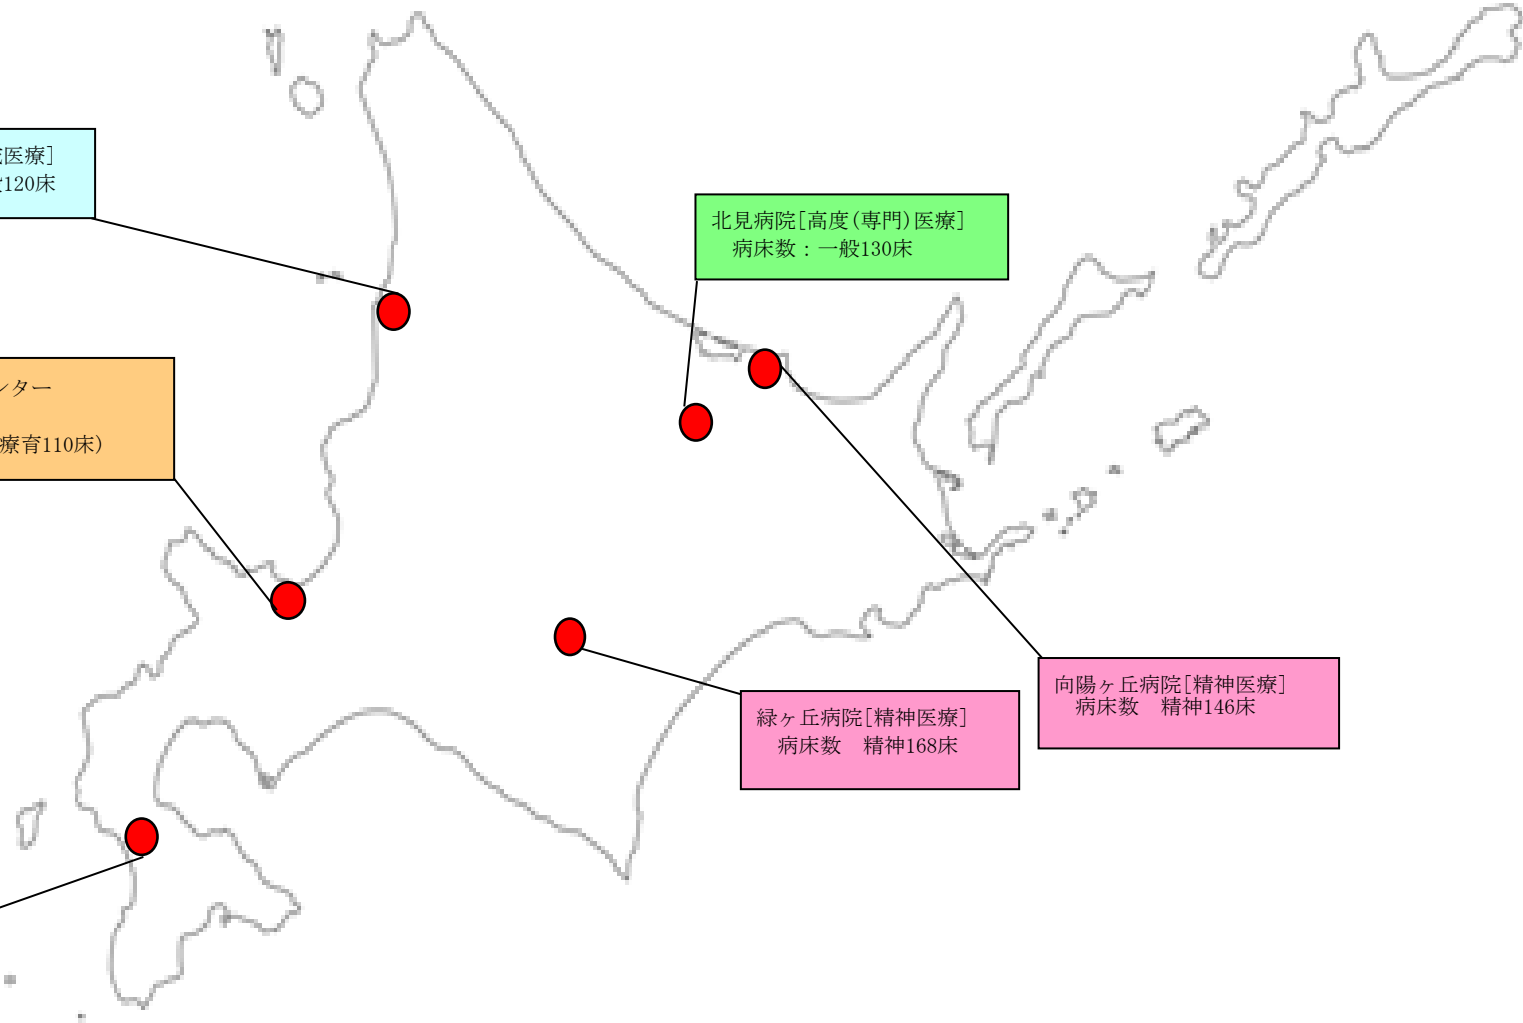 医療]
120床
北見病院[高度(専門)医療]
病床数：一般130床
ンター
療育110床)
緑ヶ丘病院[精神医療]
病床数　精神168床
向陽ヶ丘病院[精神医療]
病床数　精神146床